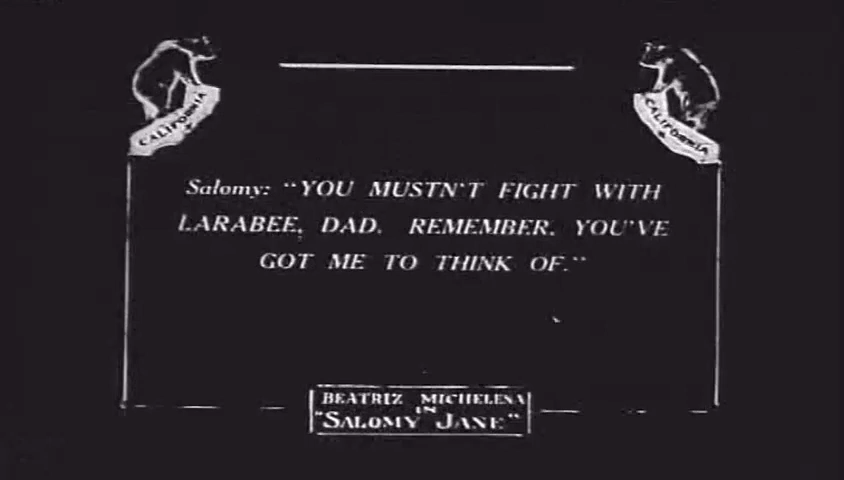 CALIFORNIA
CALIFORNIA
Salomy: "YOU MUSTN'T FIGHT WITH
LARABEE, DAD. REMEMBER, YOU'VE
GOT ME TO THINK OF."
BEATRIZ MICHELENA
IN
"SALOMY JANE"